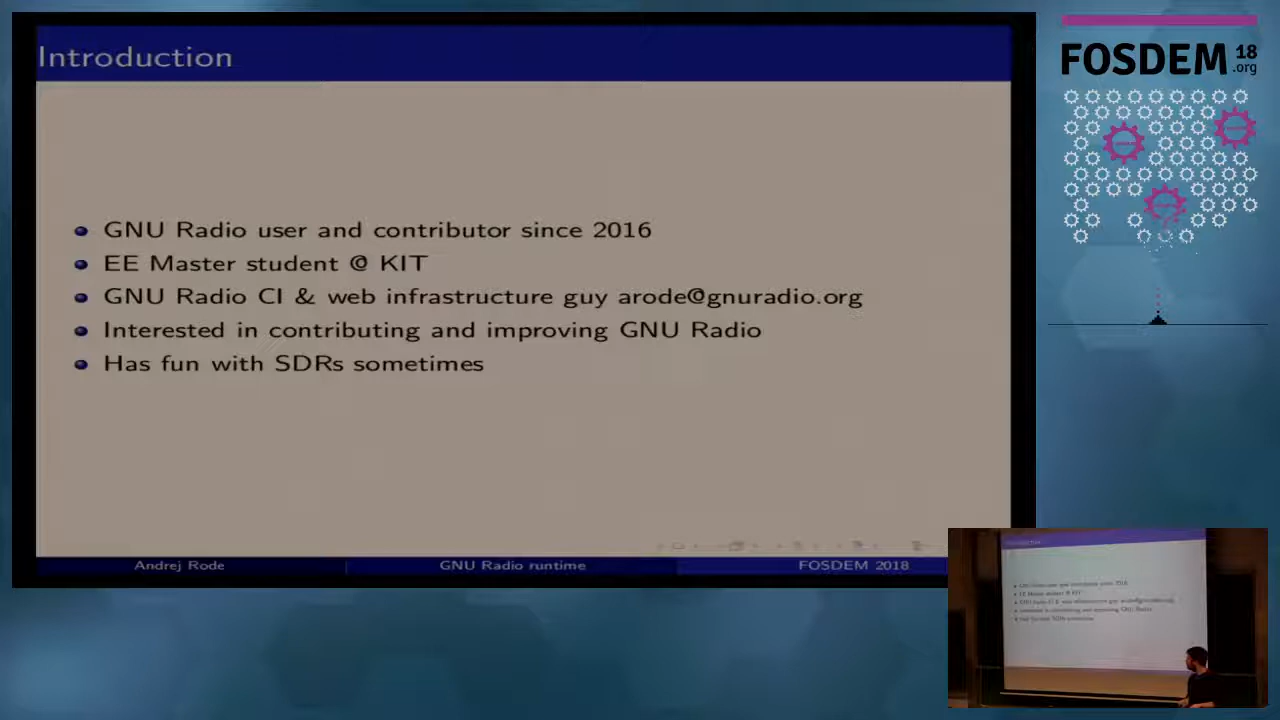 Introduction
GNU Radio user and contributor since 2016
EE Master student @ KIT
GNU Radio CI & web infrastructure guy arode@gnuradio.org
Interested in contributing and improving GNU Radio
Has fun with SDRs sometimes
Andrej Rode
GNU Radio runtime
FOSDEM 2018
FOSDEM 18
.org